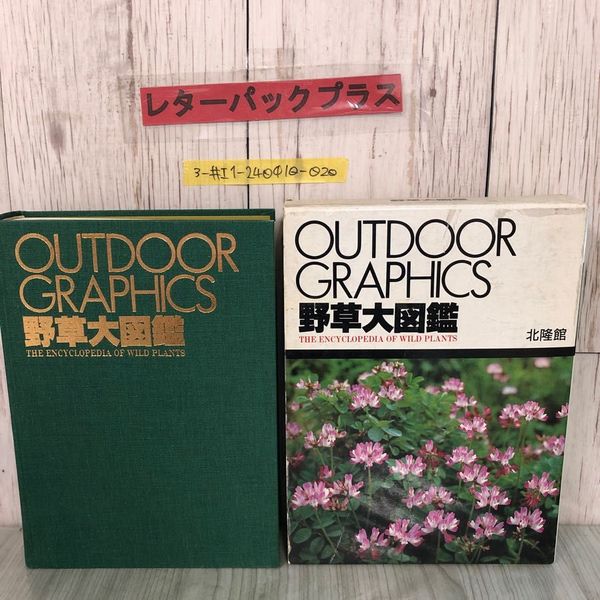 レターパックプラス
3-#I1-240410-020
OUTDOOR
GRAPHICS
野草大図鑑
THE ENCYCLOPEDIA OF WILD PLANTS
OUTDOOR
GRAPHICS
野草大図鑑
THE ENCYCLOPEDIA OF WILD PLANTS
北隆館